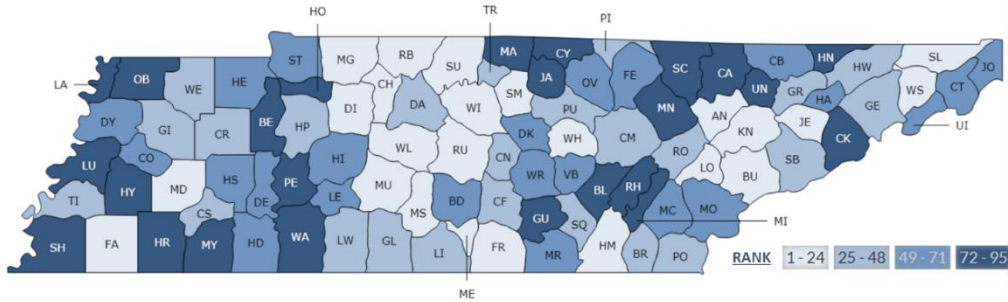 HO
TR
PI
LA
OB
WE
HE
ST
MG
RB
SU
MA
CY
JA
OV
FE
SC
CA
CB
HN
HW
SL
JO
CT
WS
DY
GI
CR
BE
HP
DI
CH
DA
WI
SM
PU
MN
UN
GR
HA
GE
UI
AN
KN
JE
CK
LU
CO
HY
MD
HS
DE
PE
HI
LE
WL
RU
MU
MS
CN
DK
WH
CM
RO
LO
BU
SB
TI
CS
BD
CF
WR
VB
BL
RH
MC
MO
MI
SH
FA
HR
MY
HD
WA
LW
GL
LI
FR
GU
SQ
MR
HM
BR
PO
ME
RANK 1 - 24 25 - 48 49 - 71 72 - 95